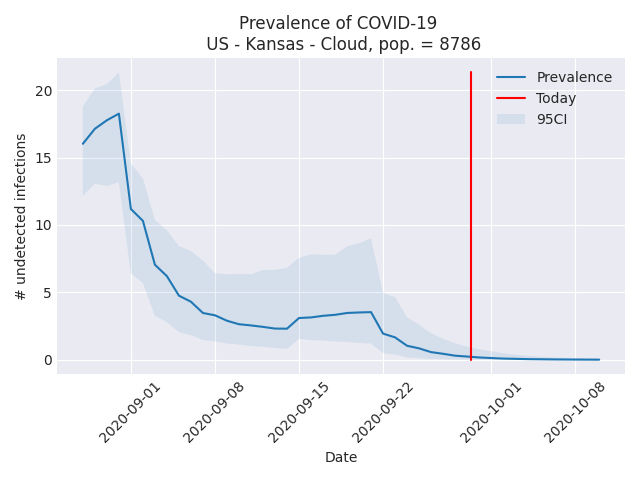 Prevalence of COVID-19
US - Kansas - Cloud, pop. = 8786
Prevalence
Today
95CI
# undetected infections
20
15
10
5
0
2020-09-01
2020-09-08
2020-09-15
2020-09-22
2020-10-01
2020-10-08
Date